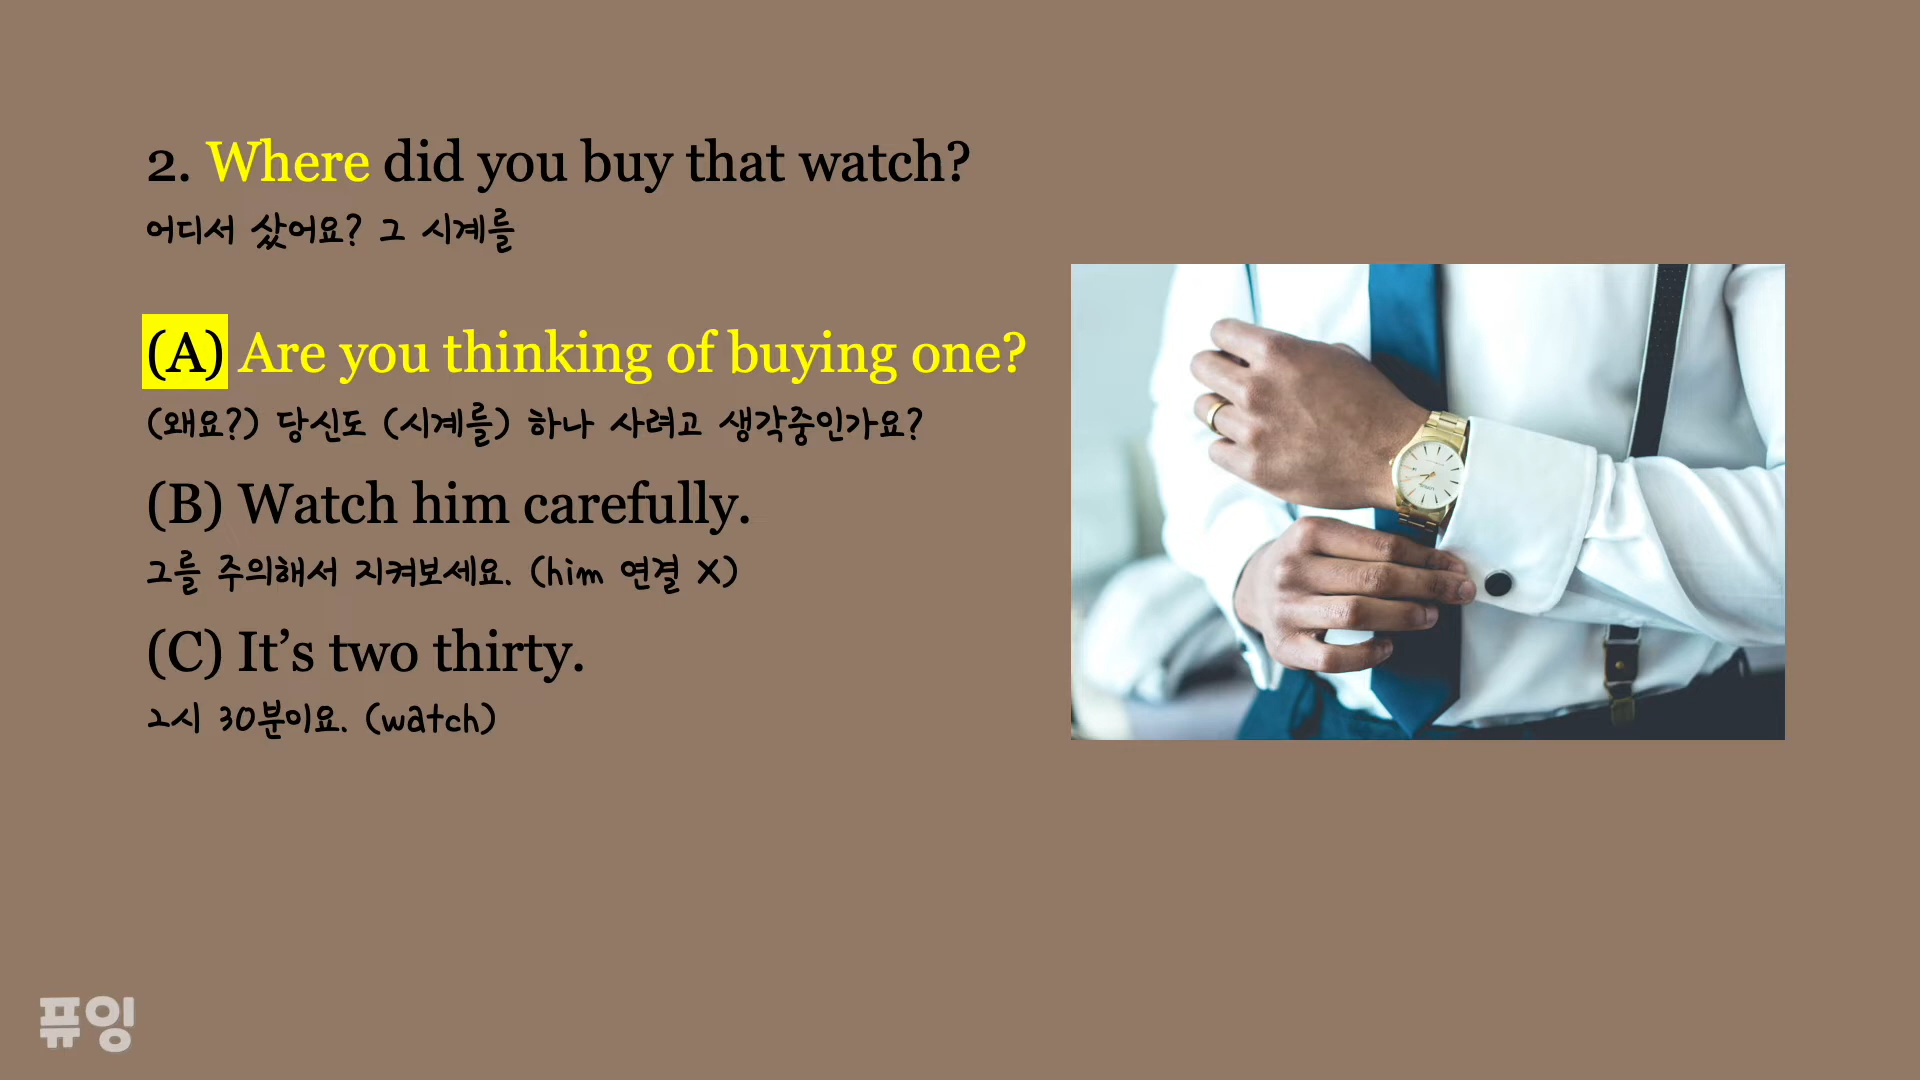 2. Where did you buy that watch?
어디서 샀어요? 그 시계를
(A) Are you thinking of buying one?
(왜요?) 당신도 (시계를) 하나 사려고 생각중인가요?
(B) Watch him carefully.
그를 주의해서 지켜보세요. (him 연결 X)
(C) It’s two thirty.
2시 30분이요. (watch)
퓨잉